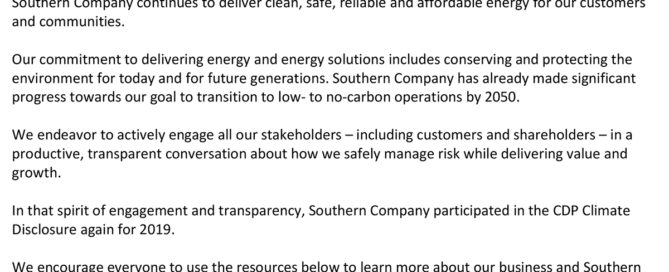 Southern Company continues to deliver clean, safe, reliable and affordable energy for our customers
and communities.
Our commitment to delivering energy and energy solutions includes conserving and protecting the
environment for today and for future generations. Southern Company has already made significant
progress towards our goal to transition to low- to no-carbon operations by 2050.
We endeavor to actively engage all our stakeholders – including customers and shareholders – in a
productive, transparent conversation about how we safely manage risk while delivering value and
growth.
In that spirit of engagement and transparency, Southern Company participated in the CDP Climate
Disclosure again for 2019.
We encourage everyone to use the resources below to learn more about our business and Southern